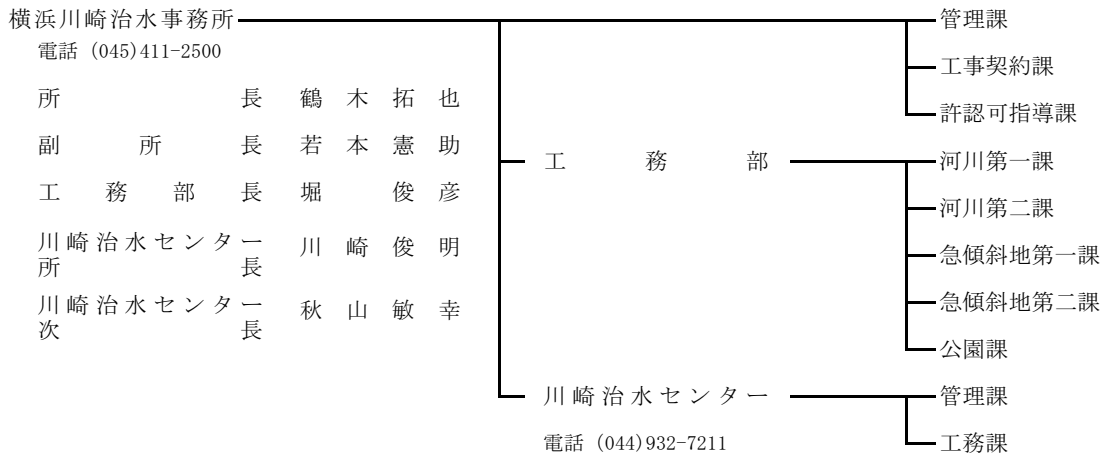 横浜川崎治水事務所 管理課
電話 (045)411-2500
工事契約課
所長 鶴木拓也
許認可指導課
副所長 若本憲助
工務部 河川第一課
工務部長 堀俊彦
河川第二課
川崎治水センター所長 川崎俊明
急傾斜地第一課
川崎治水センター次長 秋山敏幸
急傾斜地第二課
公園課
川崎治水センター 管理課
電話 (044)932-7211 工務課